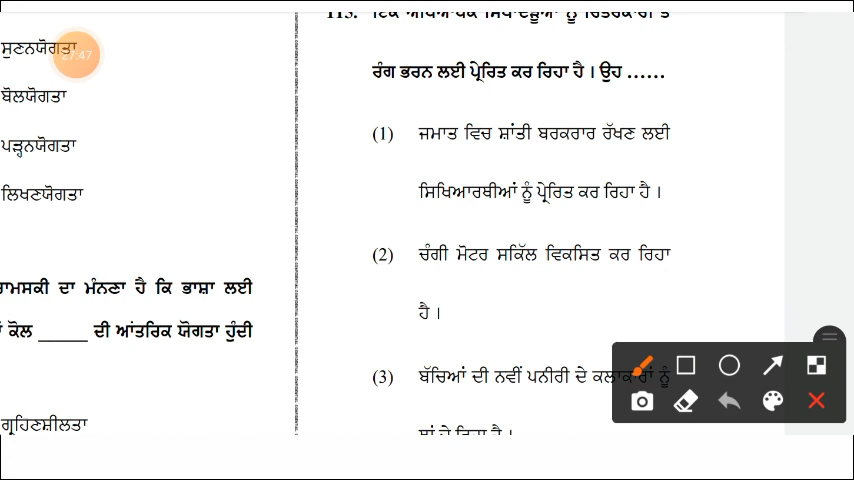 ਸੁਣਨਯੋਗਤਾ
27:47
ਬੋਲਯੋਗਤਾ
ਪੜ੍ਹਨਯੋਗਤਾ
ਲਿਖਣਯੋਗਤਾ
ਦਾ ਮੰਨਣਾ ਹੈ ਕਿ ਭਾਸ਼ਾ ਲਈ
ਕੋਲ ______ ਦੀ ਆਂਤਰਿਕ ਯੋਗਤਾ ਹੁੰਦੀ
ਗ੍ਰਹਿਣਸ਼ੀਲਤਾ
113.
ਰੰਗ ਭਰਨ ਲਈ ਪ੍ਰੇਰਿਤ ਕਰ ਰਿਹਾ ਹੈ । ਉਹ ......
(1) ਜਮਾਤ ਵਿਚ ਸ਼ਾਂਤੀ ਬਰਕਰਾਰ ਰੱਖਣ ਲਈ
ਸਿਖਿਆਰਥੀਆਂ ਨੂੰ ਪ੍ਰੇਰਿਤ ਕਰ ਰਿਹਾ ਹੈ ।
(2) ਚੰਗੀ ਮੋਟਰ ਸਕਿੱਲ ਵਿਕਸਿਤ ਕਰ ਰਿਹਾ
ਹੈ ।
(3) ਬੱਚਿਆਂ ਦੀ ਨਵੀਂ ਪਨੀਰੀ ਦੇ ਕਲਾਕਾਰਾਂ ਨੂੰ